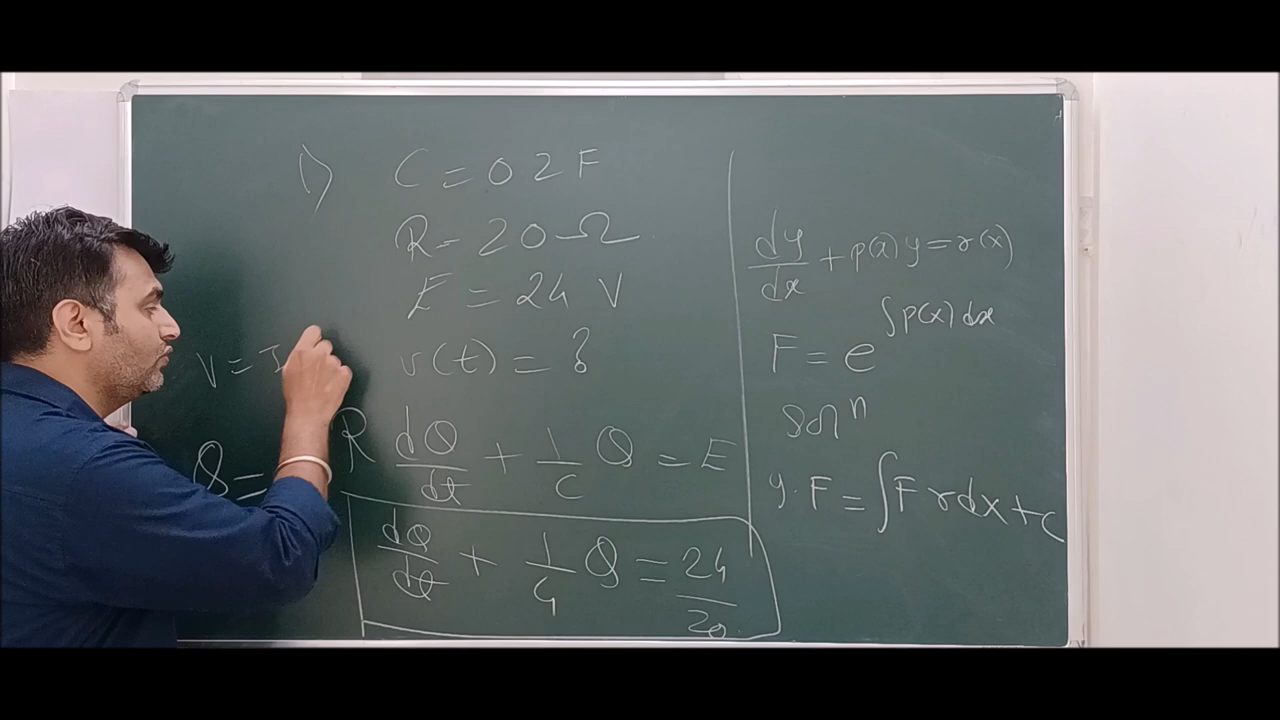 1) C = 0 2 F
R = 20 Ω
E = 24 V
V = I
v(t) = ?
Q =
R dQ/dt + 1/C Q = E
dQ/dt + 1/4 Q = 24/20
dy/dx + p(x) y = r(x)
F = e^∫p(x) dx
Solⁿ
y. F = ∫ F r dx + c